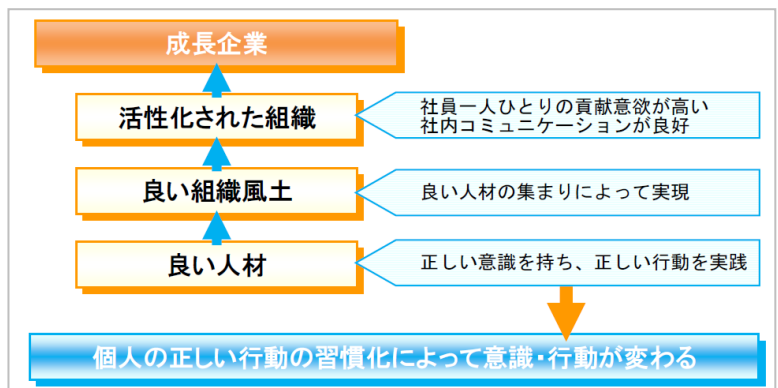 成長企業
活性化された組織
社員一人ひとりの貢献意欲が高い
社内コミュニケーションが良好
良い組織風土
良い人材の集まりによって実現
良い人材
正しい意識を持ち、正しい行動を実践
個人の正しい行動の習慣化によって意識・行動が変わる